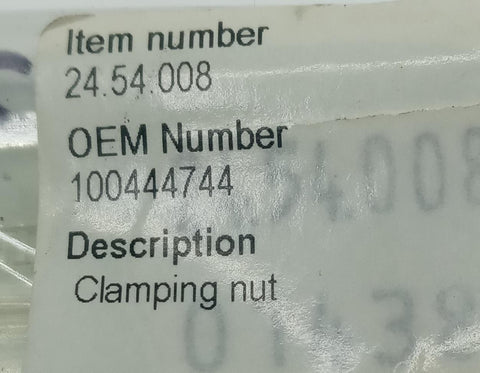 Item number
24.54.008
OEM Number
100444744
Description
Clamping nut